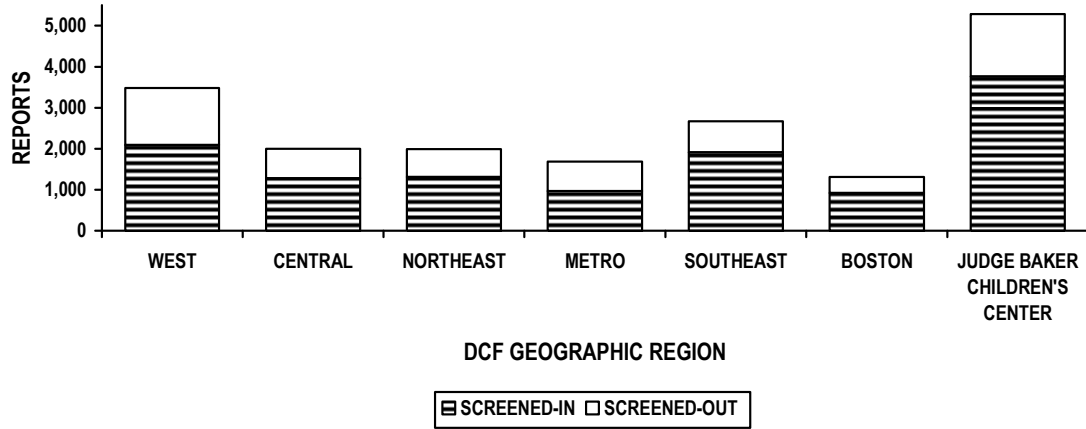 5,000
4,000
3,000
2,000
1,000
0
REPORTS
WEST
CENTRAL
NORTHEAST
METRO
SOUTHEAST
BOSTON
JUDGE BAKER
CHILDREN'S
CENTER
DCF GEOGRAPHIC REGION
SCREENED-IN SCREENED-OUT